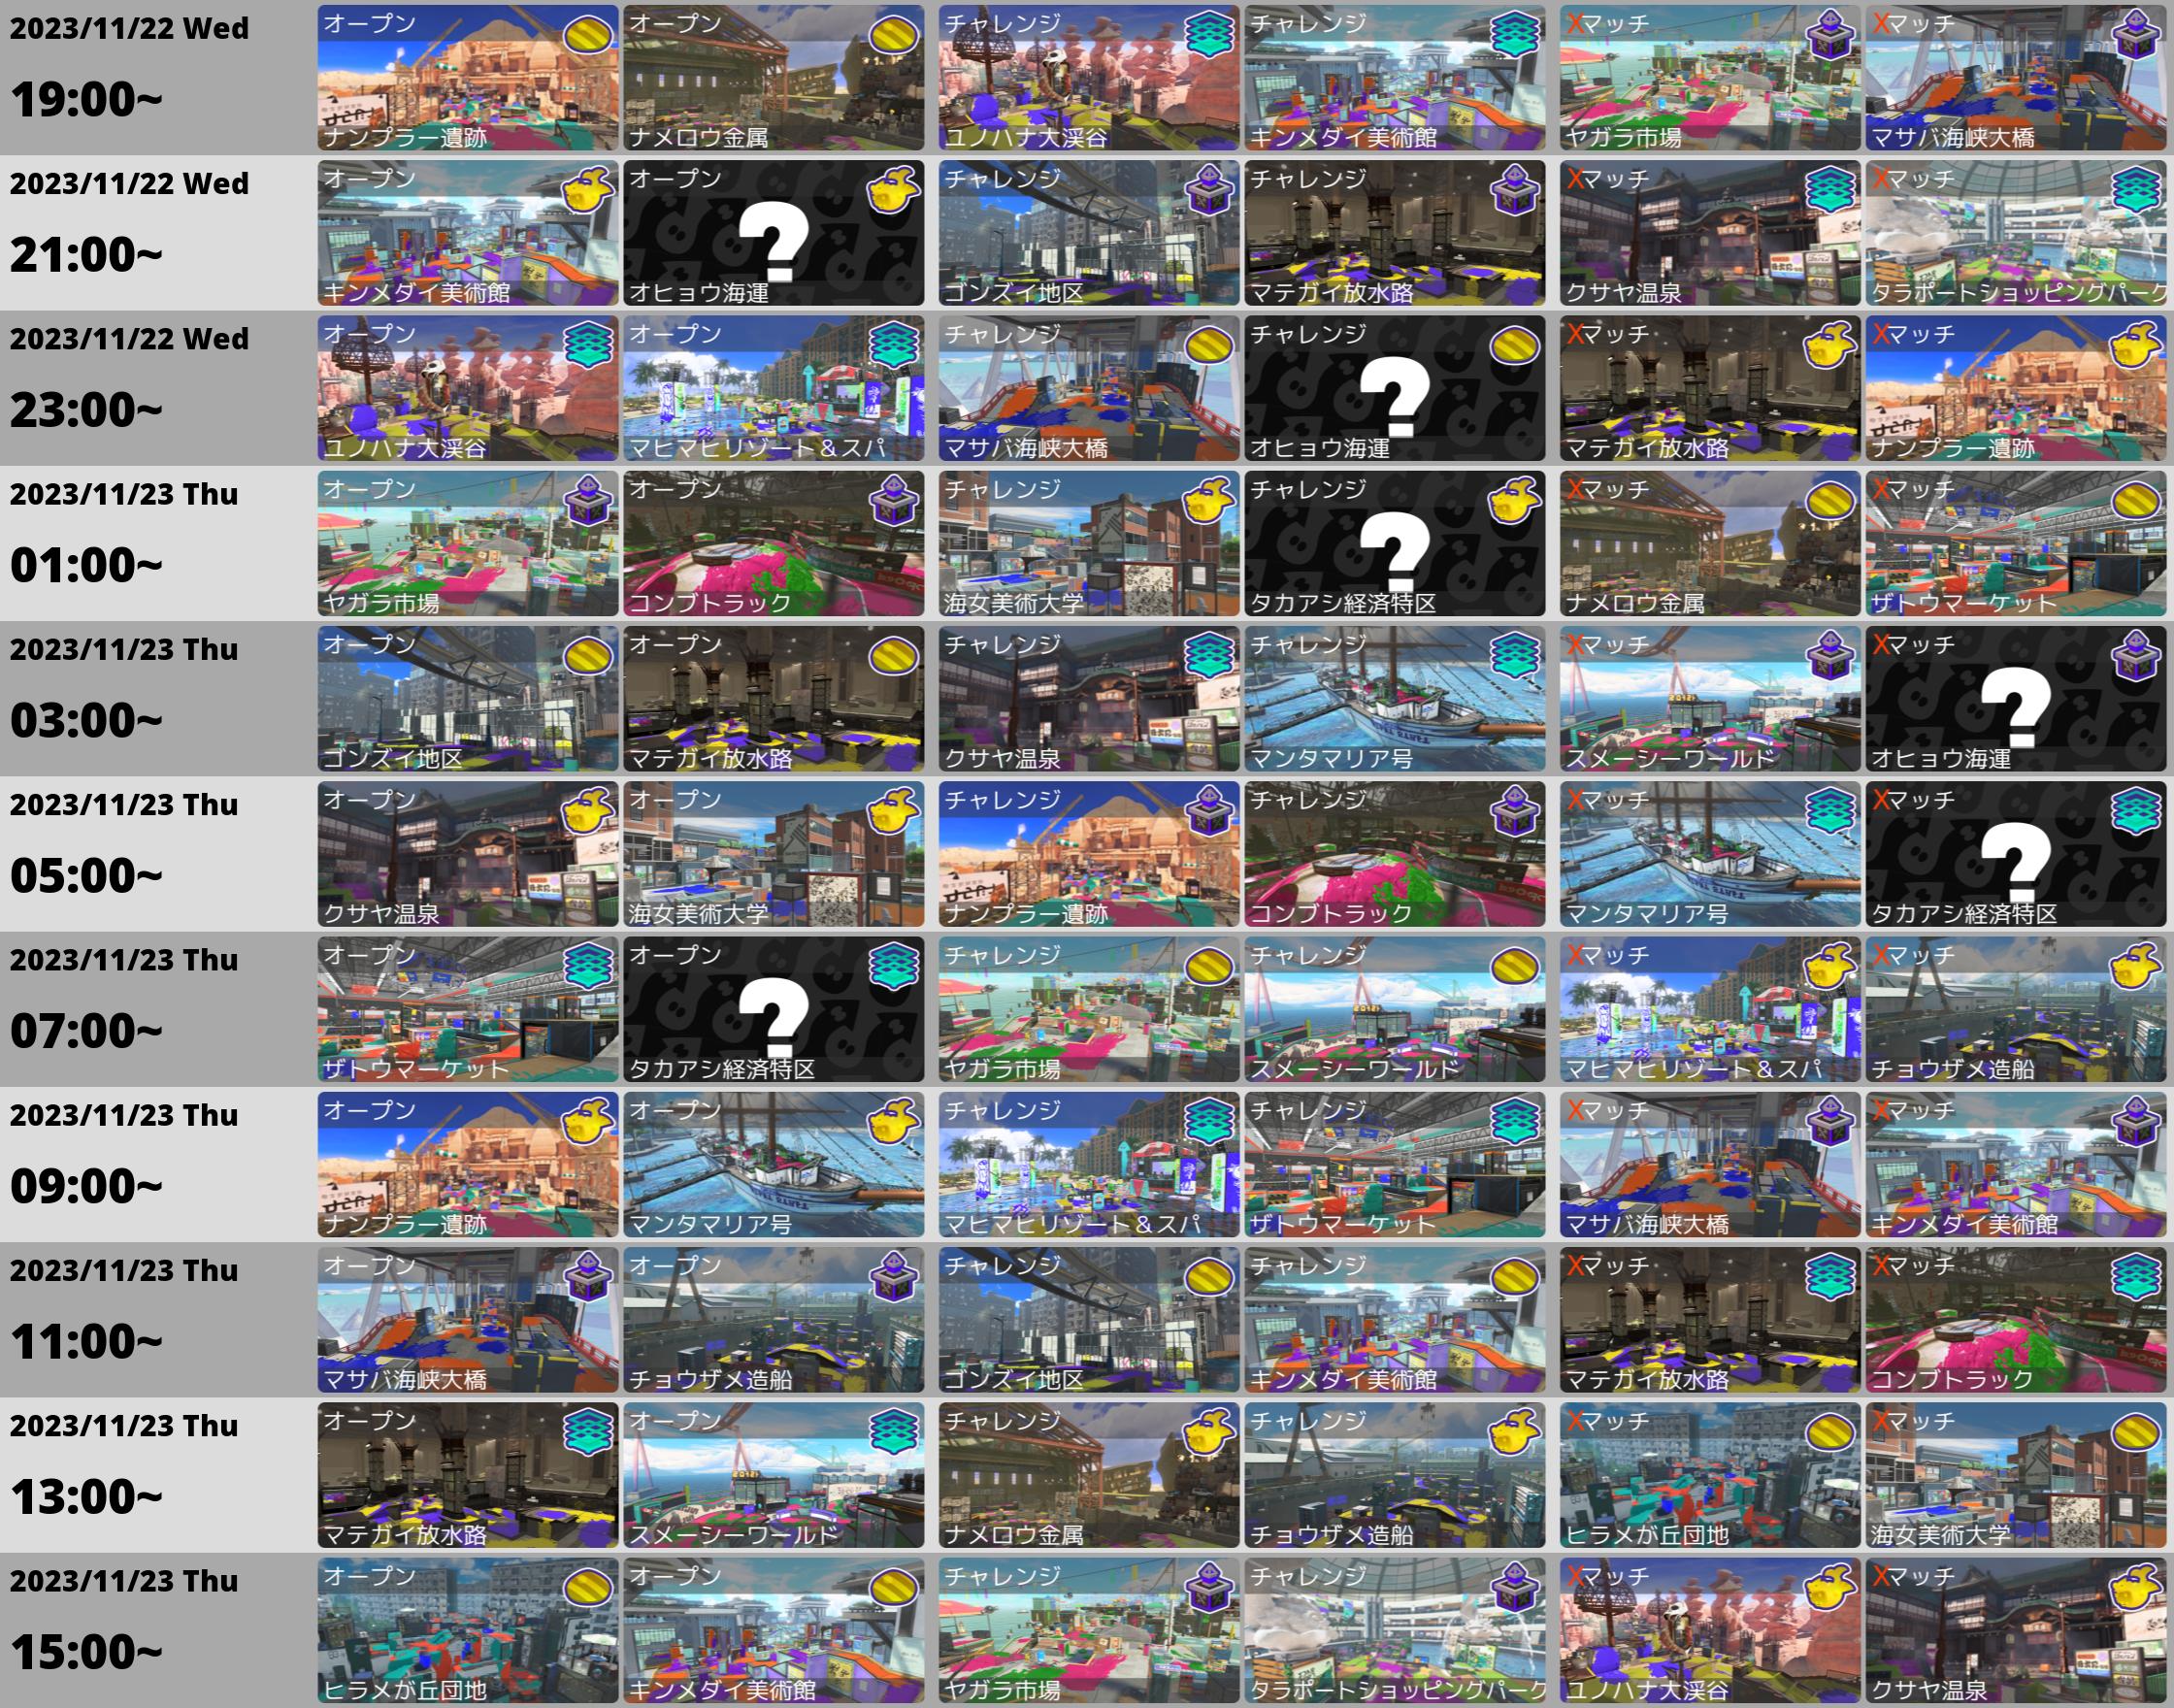 2023/11/22 Wed
19:00~
オープン オープン チャレンジ チャレンジ Xマッチ Xマッチ
ナンプラー遺跡 ナメロウ金属 ユノハナ大渓谷 キンメダイ美術館 ヤガラ市場 マサバ海峡大橋
2023/11/22 Wed
21:00~
オープン オープン チャレンジ チャレンジ Xマッチ Xマッチ
?
キンメダイ美術館 オヒョウ海運 ゴンズイ地区 マテガイ放水路 クサヤ温泉 タラポートショッピングパーク
2023/11/22 Wed
23:00~
オープン オープン チャレンジ チャレンジ Xマッチ Xマッチ
?
ユノハナ大渓谷 マヒマヒリゾート＆スパ マサバ海峡大橋 オヒョウ海運 マテガイ放水路 ナンプラー遺跡
2023/11/23 Thu
01:00~
オープン オープン チャレンジ チャレンジ Xマッチ Xマッチ
?
ヤガラ市場 コンブトラック 海女美術大学 タカアシ経済特区 ナメロウ金属 ザトウマーケット
2023/11/23 Thu
03:00~
オープン オープン チャレンジ チャレンジ Xマッチ Xマッチ
?
ゴンズイ地区 マテガイ放水路 クサヤ温泉 マンタマリア号 スメーシーワールド オヒョウ海運
2023/11/23 Thu
05:00~
オープン オープン チャレンジ チャレンジ Xマッチ Xマッチ
?
クサヤ温泉 海女美術大学 ナンプラー遺跡 コンブトラック マンタマリア号 タカアシ経済特区
2023/11/23 Thu
07:00~
オープン オープン チャレンジ チャレンジ Xマッチ Xマッチ
?
ザトウマーケット タカアシ経済特区 ヤガラ市場 スメーシーワールド マヒマヒリゾート＆スパ チョウザメ造船
2023/11/23 Thu
09:00~
オープン オープン チャレンジ チャレンジ Xマッチ Xマッチ
ナンプラー遺跡 マンタマリア号 マヒマヒリゾート＆スパ ザトウマーケット マサバ海峡大橋 キンメダイ美術館
2023/11/23 Thu
11:00~
オープン オープン チャレンジ チャレンジ Xマッチ Xマッチ
マサバ海峡大橋 チョウザメ造船 ゴンズイ地区 キンメダイ美術館 マテガイ放水路 コンブトラック
2023/11/23 Thu
13:00~
オープン オープン チャレンジ チャレンジ Xマッチ Xマッチ
マテガイ放水路 スメーシーワールド ナメロウ金属 チョウザメ造船 ヒラメが丘団地 海女美術大学
2023/11/23 Thu
15:00~
オープン オープン チャレンジ チャレンジ Xマッチ Xマッチ
ヒラメが丘団地 キンメダイ美術館 ヤガラ市場 タラポートショッピングパーク ユノハナ大渓谷 クサヤ温泉